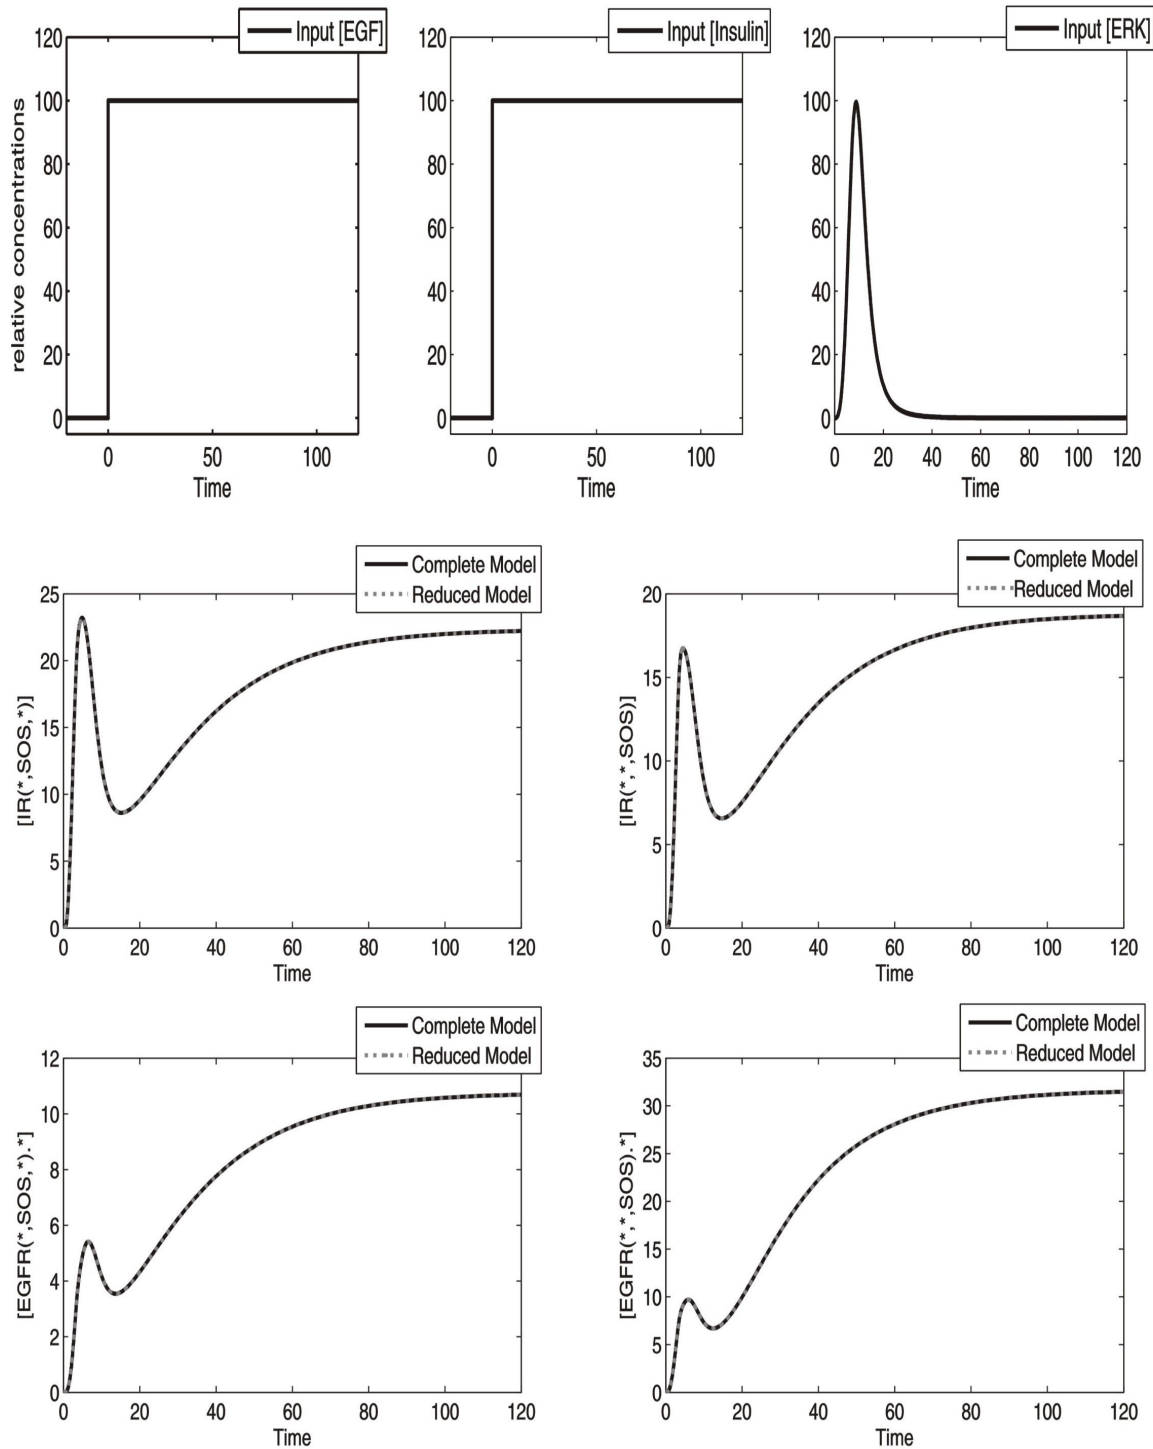 Input [EGF]
Input [Insulin]
Input [ERK]
relative concentrations
120
100
80
60
40
20
0
0 50 100
Time
120
100
80
60
40
20
0
0 50 100
Time
120
100
80
60
40
20
0
0 20 40 60 80 100 120
Time
Complete Model
Reduced Model
[IR(*,SOS,*)]
25
20
15
10
5
0
0 20 40 60 80 100 120
Time
Complete Model
Reduced Model
[IR(*,*,SOS)]
20
15
10
5
0
0 20 40 60 80 100 120
Time
Complete Model
Reduced Model
[EGFR(*,SOS,*).*]
12
10
8
6
4
2
0
0 20 40 60 80 100 120
Time
Complete Model
Reduced Model
[EGFR(*,*,SOS).*]
35
30
25
20
15
10
5
0
0 20 40 60 80 100 120
Time